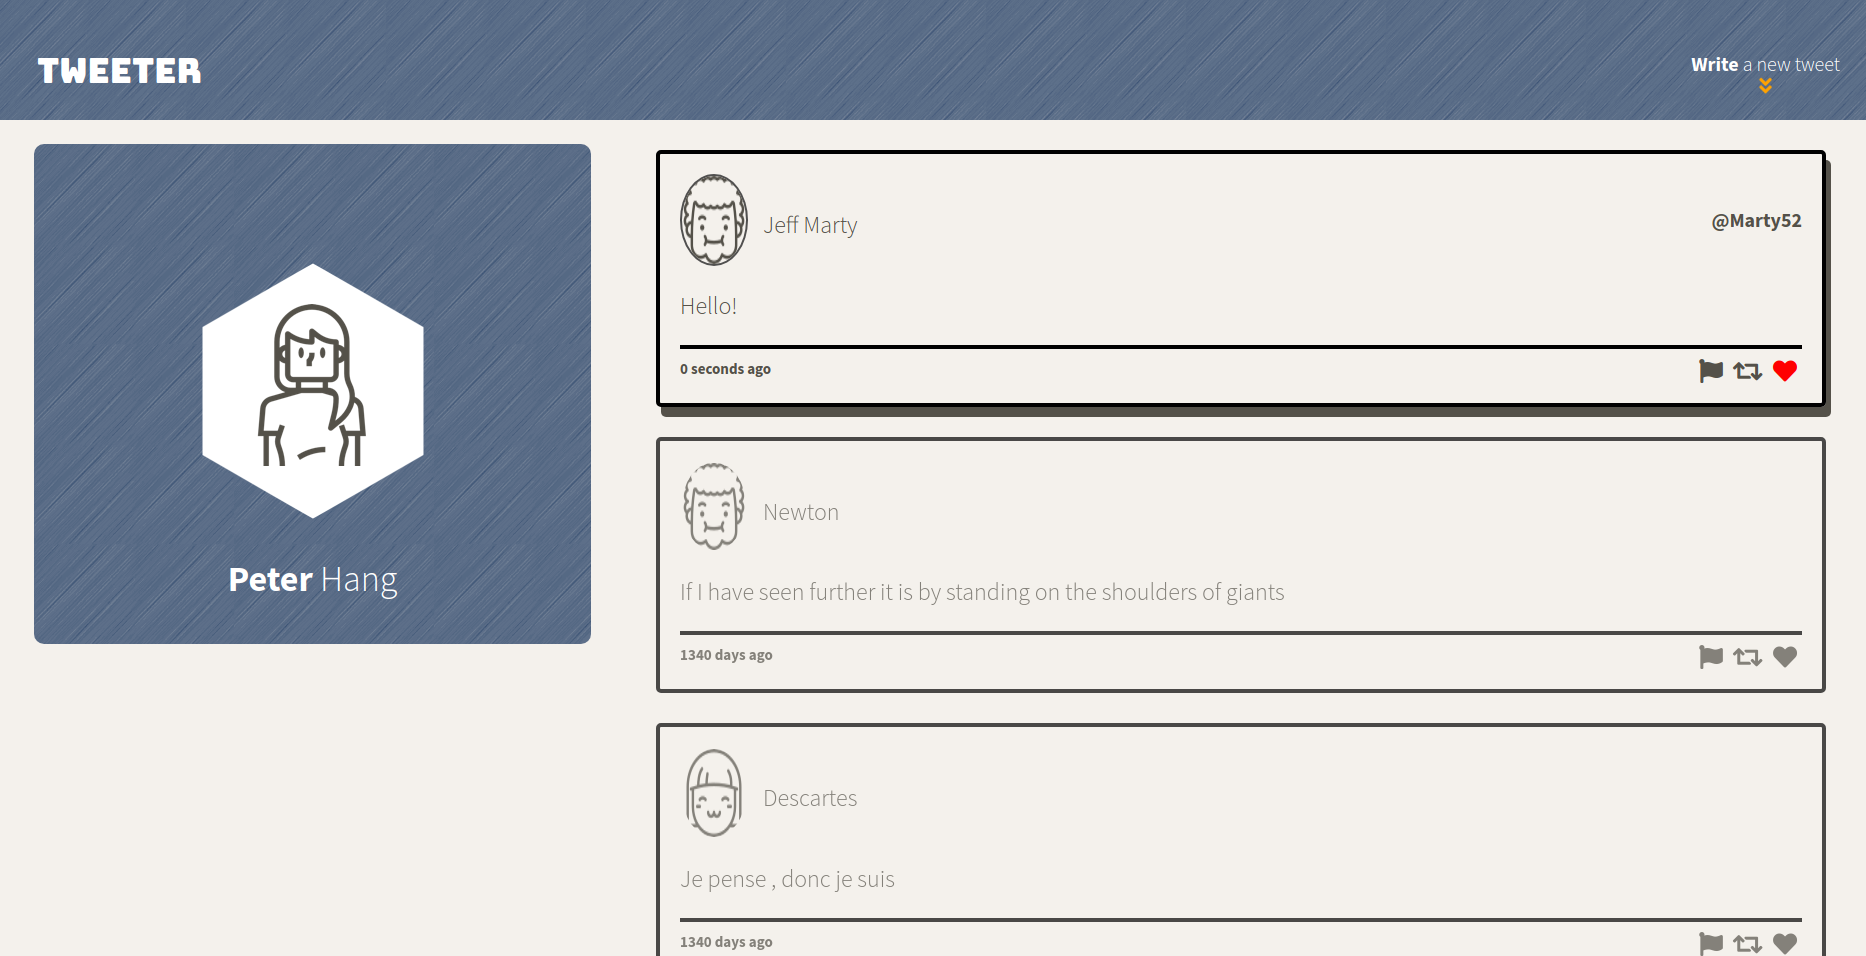 TWEETER
Write a new tweet
Peter Hang
Jeff Marty
@Marty52
Hello!
0 seconds ago
Newton
If I have seen further it is by standing on the shoulders of giants
1340 days ago
Descartes
Je pense , donc je suis
1340 days ago